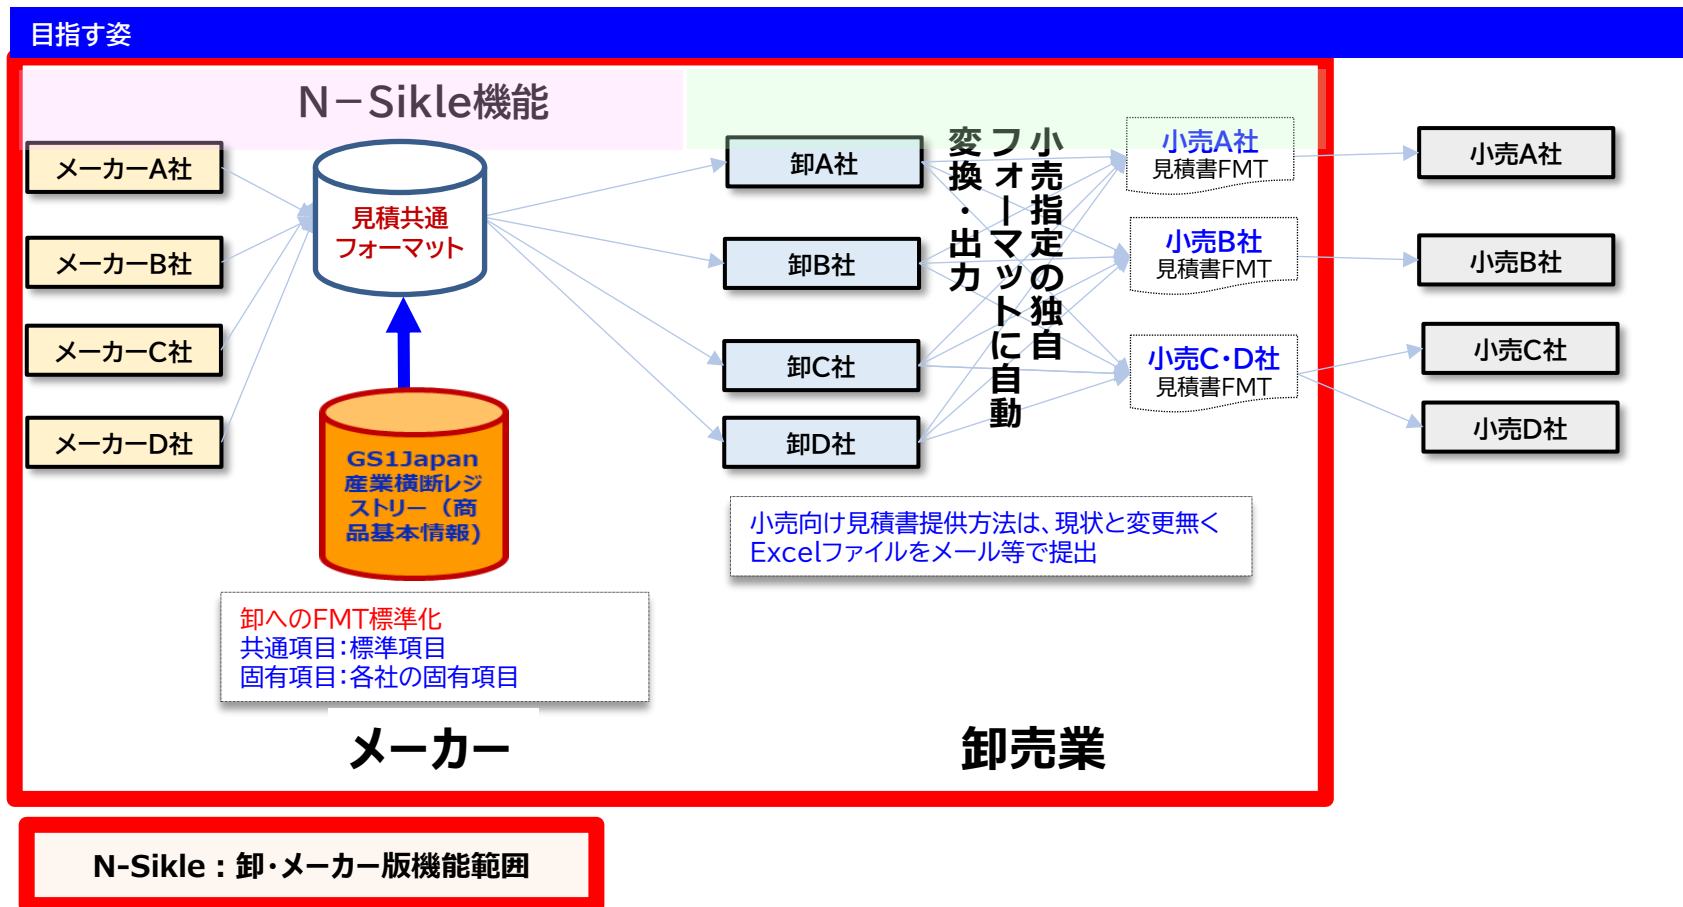 目指す姿
N－Sikle機能
メーカーA社
メーカーB社
メーカーC社
メーカーD社
見積共通
フォーマット
GS1Japan
産業横断レジ
ストリー（商
品基本情報)
卸へのFMT標準化
共通項目：標準項目
固有項目：各社の固有項目
メーカー
卸A社
卸B社
卸C社
卸D社
小売指定の独自
フォーマットに自動
変換・出力
小売A社
見積書FMT
小売B社
見積書FMT
小売C・D社
見積書FMT
小売向け見積書提供方法は、現状と変更無く
Excelファイルをメール等で提出
卸売業
小売A社
小売B社
小売C社
小売D社
N-Sikle：卸・メーカー版機能範囲